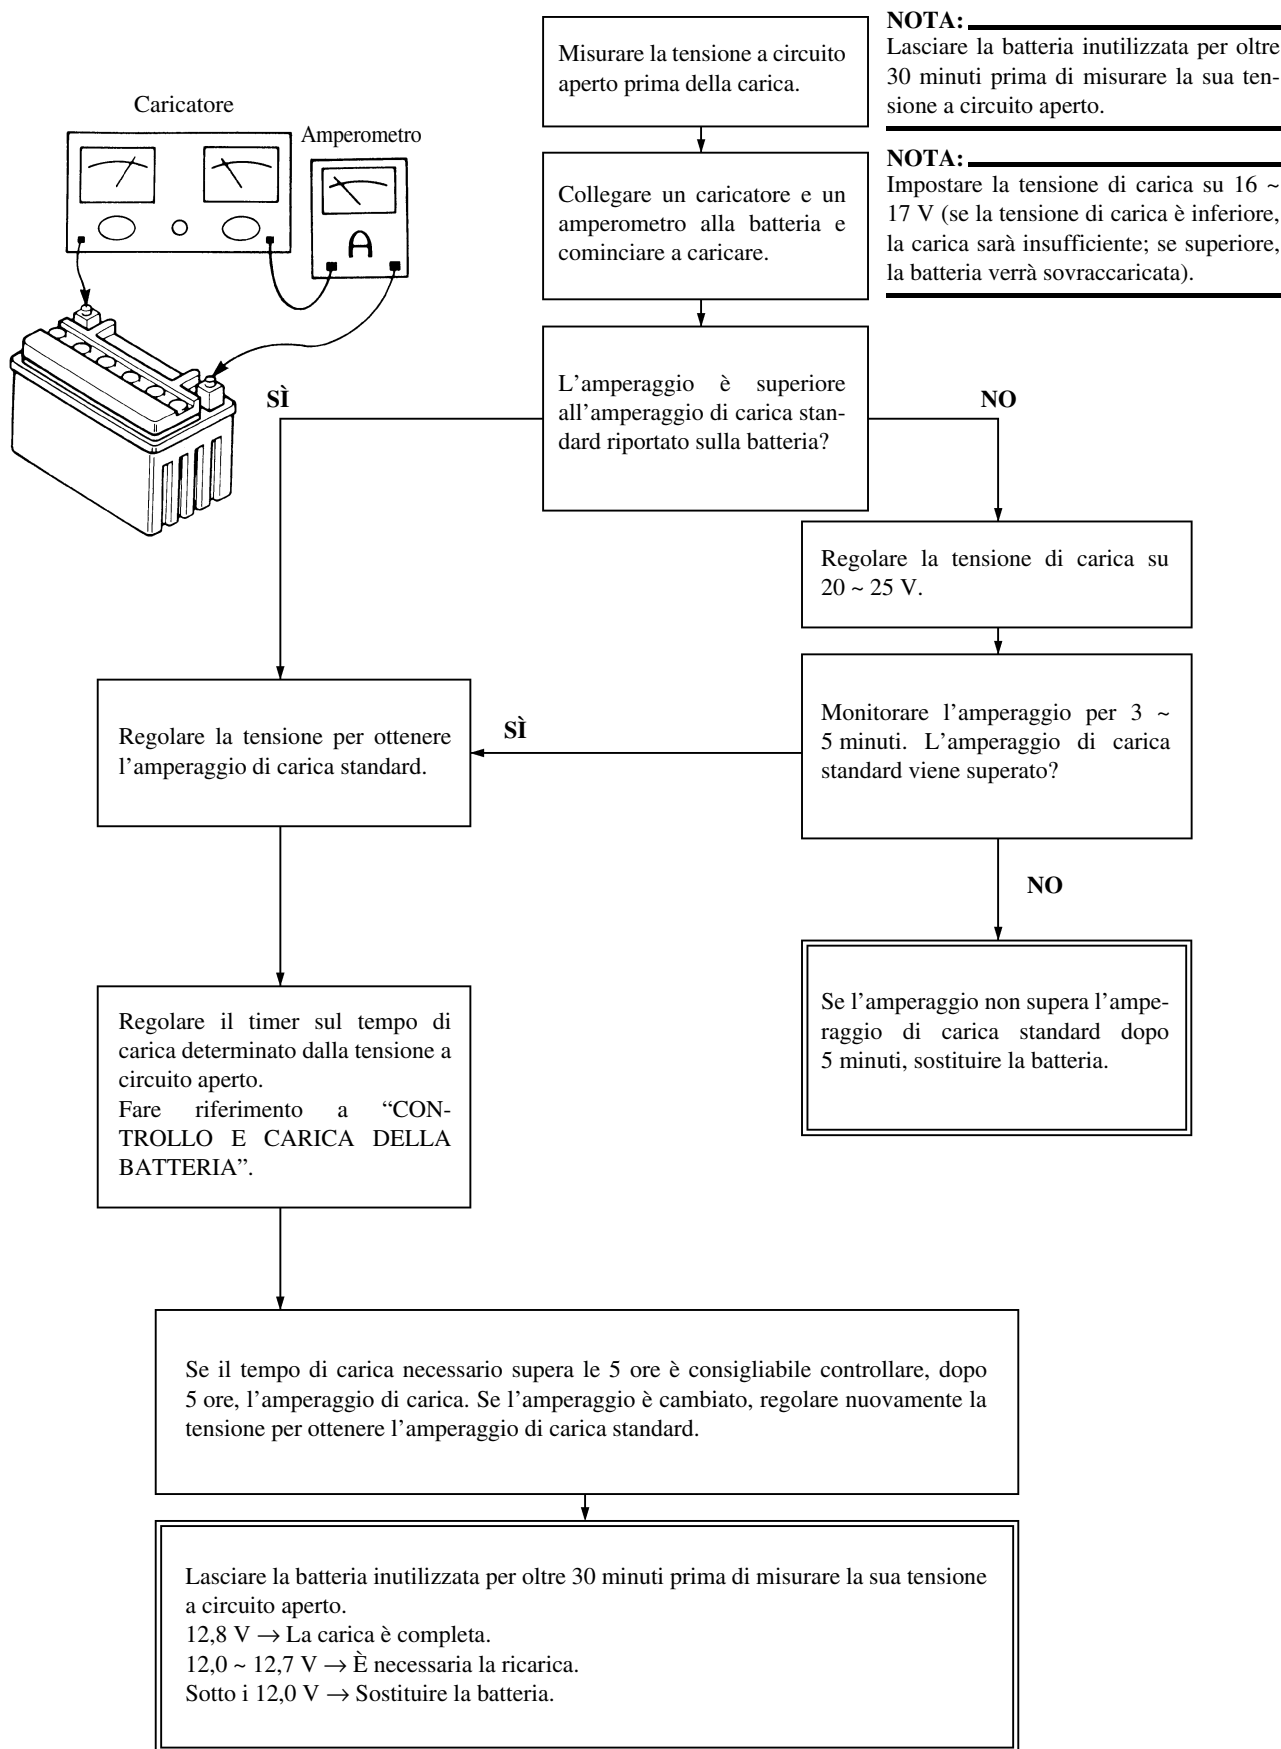 Misurare la tensione a circuito
aperto prima della carica.
NOTA:
Lasciare la batteria inutilizzata per oltre
30 minuti prima di misurare la sua ten-
sione a circuito aperto.
Caricatore
Amperometro
A
Collegare un caricatore e un
amperometro alla batteria e
cominciare a caricare.
NOTA:
Impostare la tensione di carica su 16 ~
17 V (se la tensione di carica è inferiore,
la carica sarà insufficiente; se superiore,
la batteria verrà sovraccaricata).
L’amperaggio è superiore
all’amperaggio di carica stan-
dard riportato sulla batteria?
SÌ
NO
Regolare la tensione di carica su
20 ~ 25 V.
Monitorare l’amperaggio per 3 ~
5 minuti. L’amperaggio di carica
standard viene superato?
SÌ
Regolare la tensione per ottenere
l’amperaggio di carica standard.
NO
Se l’amperaggio non supera l’ampe-
raggio di carica standard dopo
5 minuti, sostituire la batteria.
Regolare il timer sul tempo di
carica determinato dalla tensione a
circuito aperto.
Fare riferimento a “CON-
TROLLO E CARICA DELLA
BATTERIA”.
Se il tempo di carica necessario supera le 5 ore è consigliabile controllare, dopo
5 ore, l’amperaggio di carica. Se l’amperaggio è cambiato, regolare nuovamente la
tensione per ottenere l’amperaggio di carica standard.
Lasciare la batteria inutilizzata per oltre 30 minuti prima di misurare la sua tensione
a circuito aperto.
12,8 V → La carica è completa.
12,0 ~ 12,7 V → È necessaria la ricarica.
Sotto i 12,0 V → Sostituire la batteria.